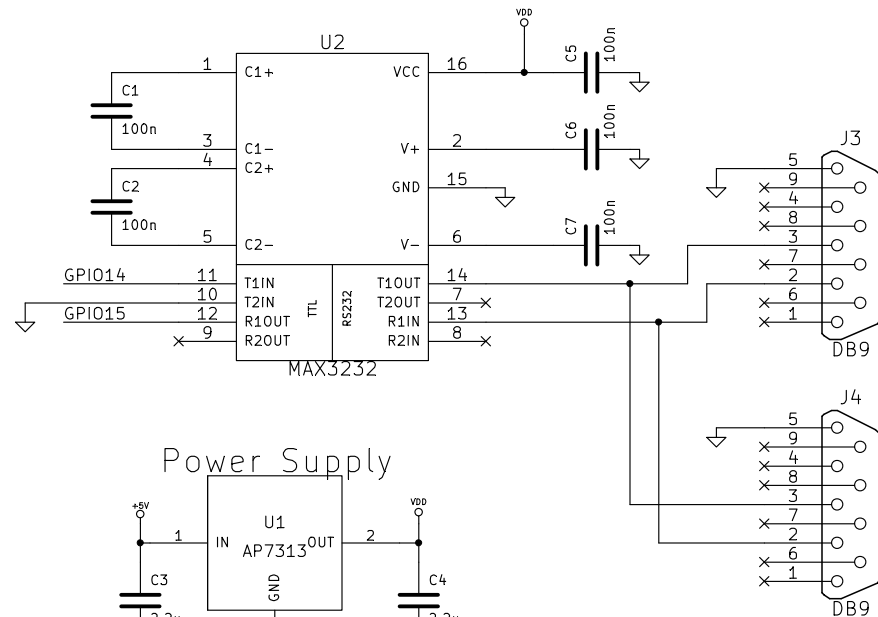 VDD
U2
1 C1+ VCC 16
C5 100n
C1
100n
3 C1- V+ 2
C6 100n
4 C2+
GND 15
C2
100n
5 C2- V- 6
C7 100n
GPIO14 11 T1IN T1OUT 14
10 T2IN T2OUT 7
GPIO15 12 R1OUT R1IN 13
9 R2OUT R2IN 8
TTL RS232
MAX3232
J3
5
9
4
8
3
7
2
6
1
DB9
J4
5
9
4
8
3
7
2
6
1
DB9
Power Supply
+5V
VDD
U1
1 IN AP7313 OUT 2
GND
C3
C4